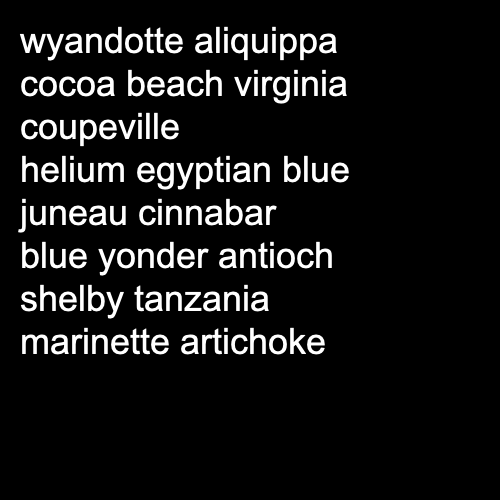 wyandotte aliquippa
cocoa beach virginia
coupeville
helium egyptian blue
juneau cinnabar
blue yonder antioch
shelby tanzania
marinette artichoke